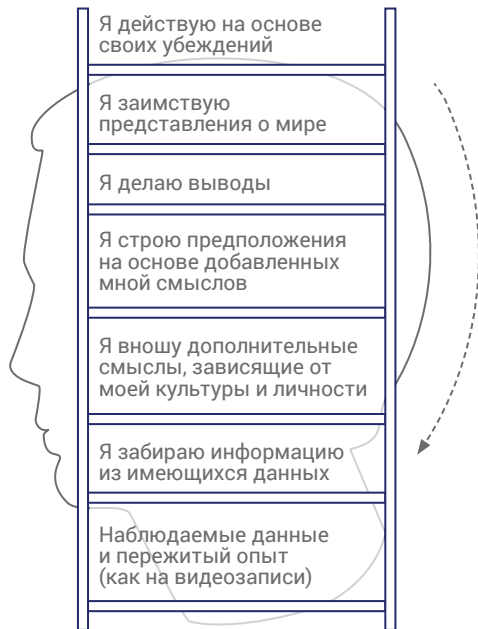 Я действую на основе
своих убеждений
Я заимствую
представления о мире
Я делаю выводы
Я строю предположения
на основе добавленных
мной смыслов
Я вношу дополнительные
смыслы, зависящие от
моей культуры и личности
Я забираю информацию
из имеющихся данных
Наблюдаемые данные
и пережитый опыт
(как на видеозаписи)